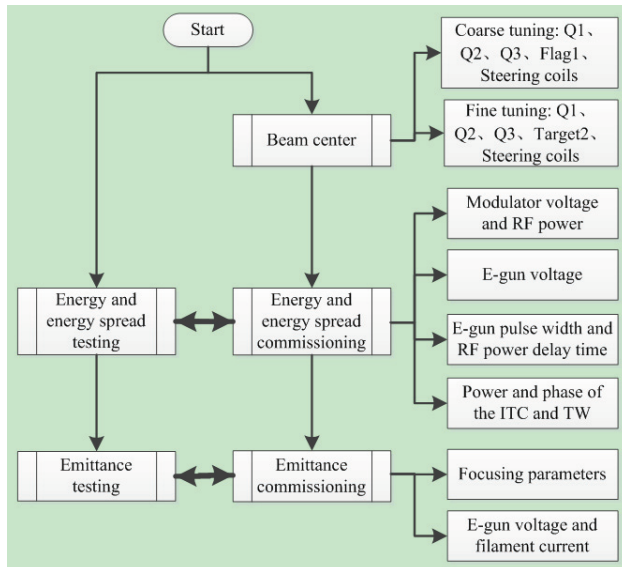 Start
Coarse tuning: Q1、
Q2、Q3、Flag1、
Steering coils
Beam center
Fine tuning: Q1、
Q2、Q3、Target2、
Steering coils
Modulator voltage
and RF power
E-gun voltage
Energy and
energy spread
testing
Energy and
energy spread
commissioning
E-gun pulse width and
RF power delay time
Power and phase of
the ITC and TW
Emittance
testing
Emittance
commissioning
Focusing parameters
E-gun voltage and
filament current